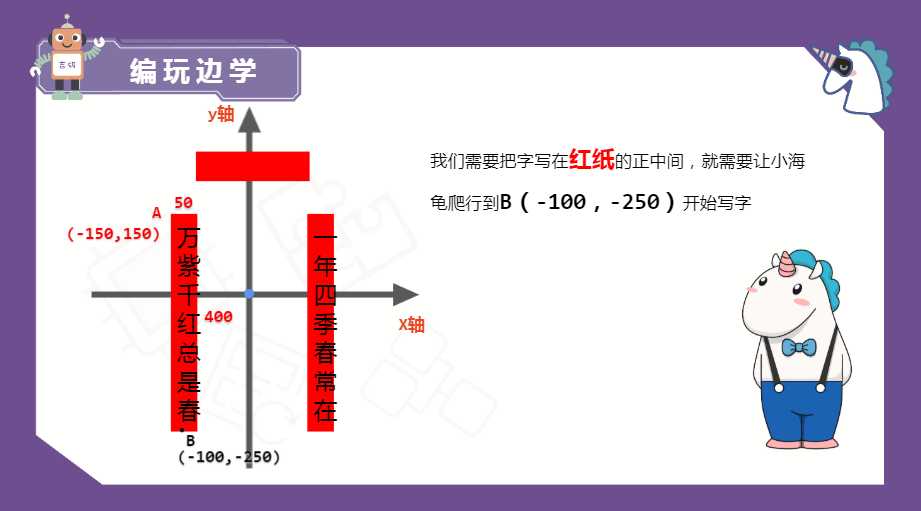 吉娃
编玩边学
y轴
我们需要把字写在红纸的正中间，就需要让小海
龟爬行到B（-100，-250）开始写字
50
A
(-150,150)
万紫千红总是春
一年四季春常在
400
X轴
B
(-100,-250)